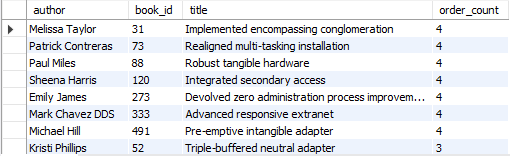 author book_id title order_count
Melissa Taylor 31 Implemented encompassing conglomeration 4
Patrick Contreras 73 Realigned multi-tasking installation 4
Paul Miles 88 Robust tangible hardware 4
Sheena Harris 120 Integrated secondary access 4
Emily James 273 Devolved zero administration process improvem... 4
Mark Chavez DDS 333 Advanced responsive extranet 4
Michael Hill 491 Pre-emptive intangible adapter 4
Kristi Phillips 52 Triple-buffered neutral adapter 3